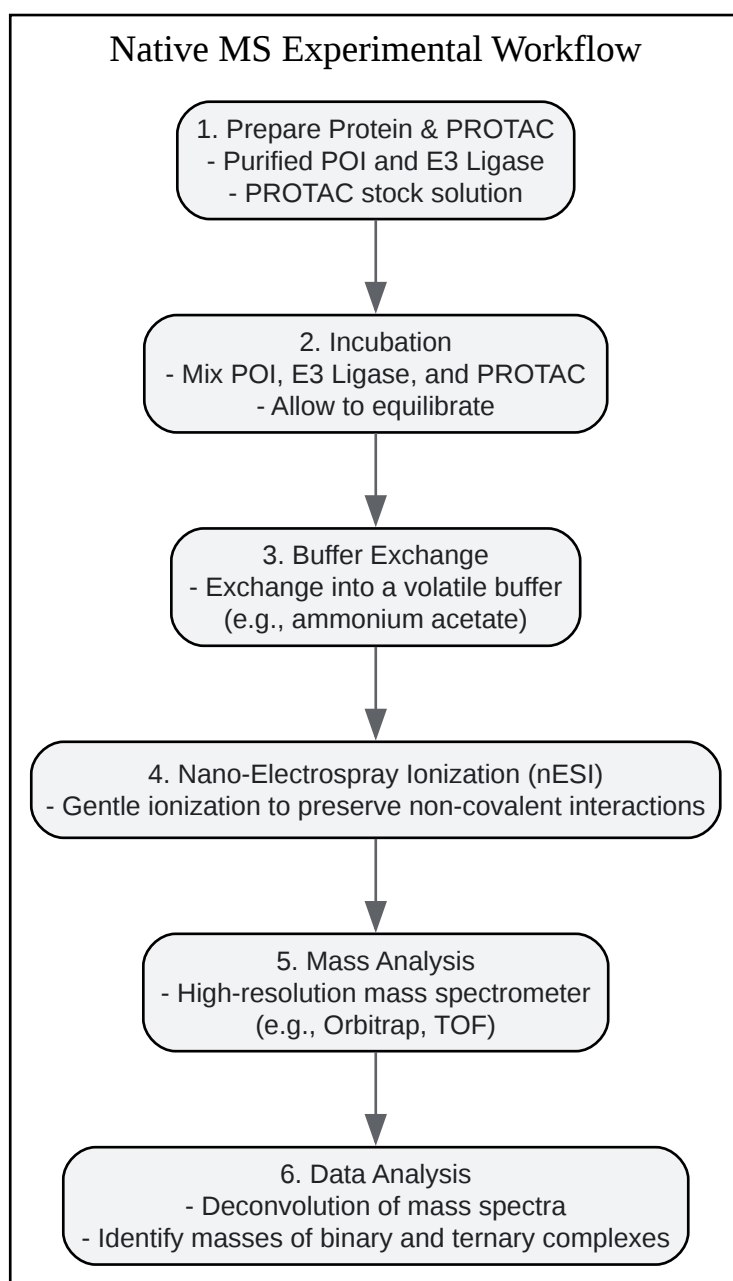 Native MS Experimental Workflow
1. Prepare Protein & PROTAC
- Purified POI and E3 Ligase
- PROTAC stock solution
2. Incubation
- Mix POI, E3 Ligase, and PROTAC
- Allow to equilibrate
3. Buffer Exchange
- Exchange into a volatile buffer
(e.g., ammonium acetate)
4. Nano-Electrospray Ionization (nESI)
- Gentle ionization to preserve non-covalent interactions
5. Mass Analysis
- High-resolution mass spectrometer
(e.g., Orbitrap, TOF)
6. Data Analysis
- Deconvolution of mass spectra
- Identify masses of binary and ternary complexes